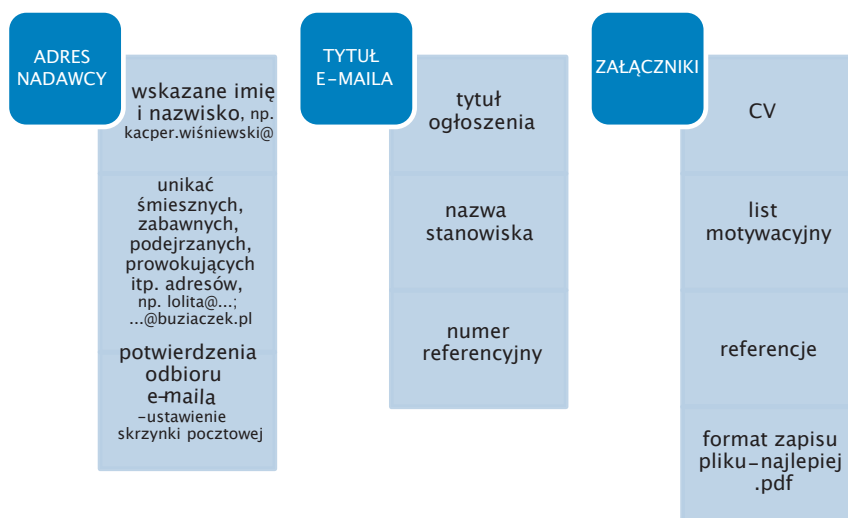 ADRES
NADAWCY
wskazane imię
i nazwisko, np.
kacper.wiśniewski@
unikać
śmiesznych,
zabawnych,
podejrzanych,
prowokujących
itp. adresów,
np. lolita@...;
...@buziaczek.pl
potwierdzenia
odbioru
e-maila
-ustawienie
skrzynki pocztowej
TYTUŁ
E-MAILA
tytuł
ogłoszenia
nazwa
stanowiska
numer
referencyjny
ZAŁĄCZNIKI
CV
list
motywacyjny
referencje
format zapisu
pliku-najlepiej
.pdf